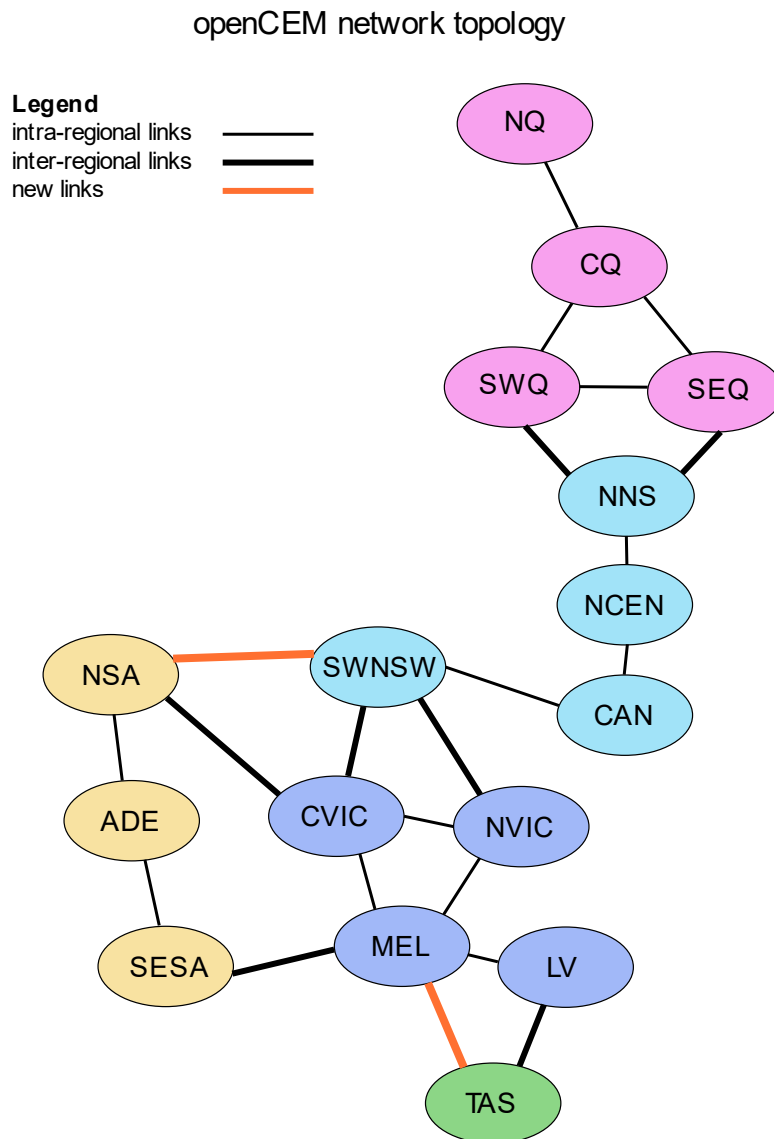 openCEM network topology
Legend
intra-regional links
inter-regional links
new links
NQ
CQ
SWQ
SEQ
NNS
NCEN
SWNSW
NSA
CAN
CVIC
NVIC
ADE
MEL
LV
SESA
TAS